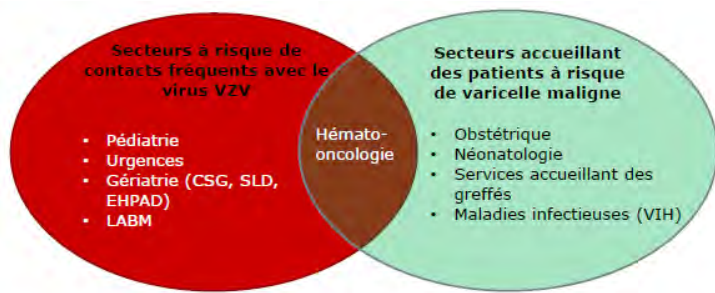 Secteurs à risque de
contacts fréquents avec le
virus VZV
• Pédiatrie
• Urgences
• Gériatrie (CSG, SLD,
EHPAD)
• LABM
Hémato-
oncologie
Secteurs accueillant
des patients à risque
de varicelle maligne
• Obstétrique
• Néonatologie
• Services accueillant des
greffés
• Maladies infectieuses (VIH)